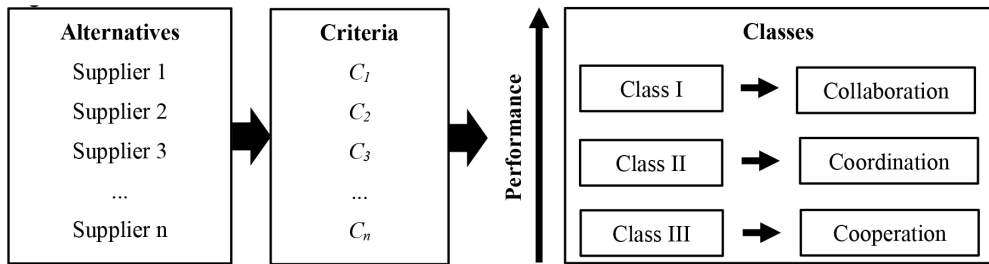 Alternatives
Supplier 1
Supplier 2
Supplier 3
...
Supplier n
Criteria
C1
C2
C3
...
Cn
Performance
Classes
Class I
Collaboration
Class II
Coordination
Class III
Cooperation